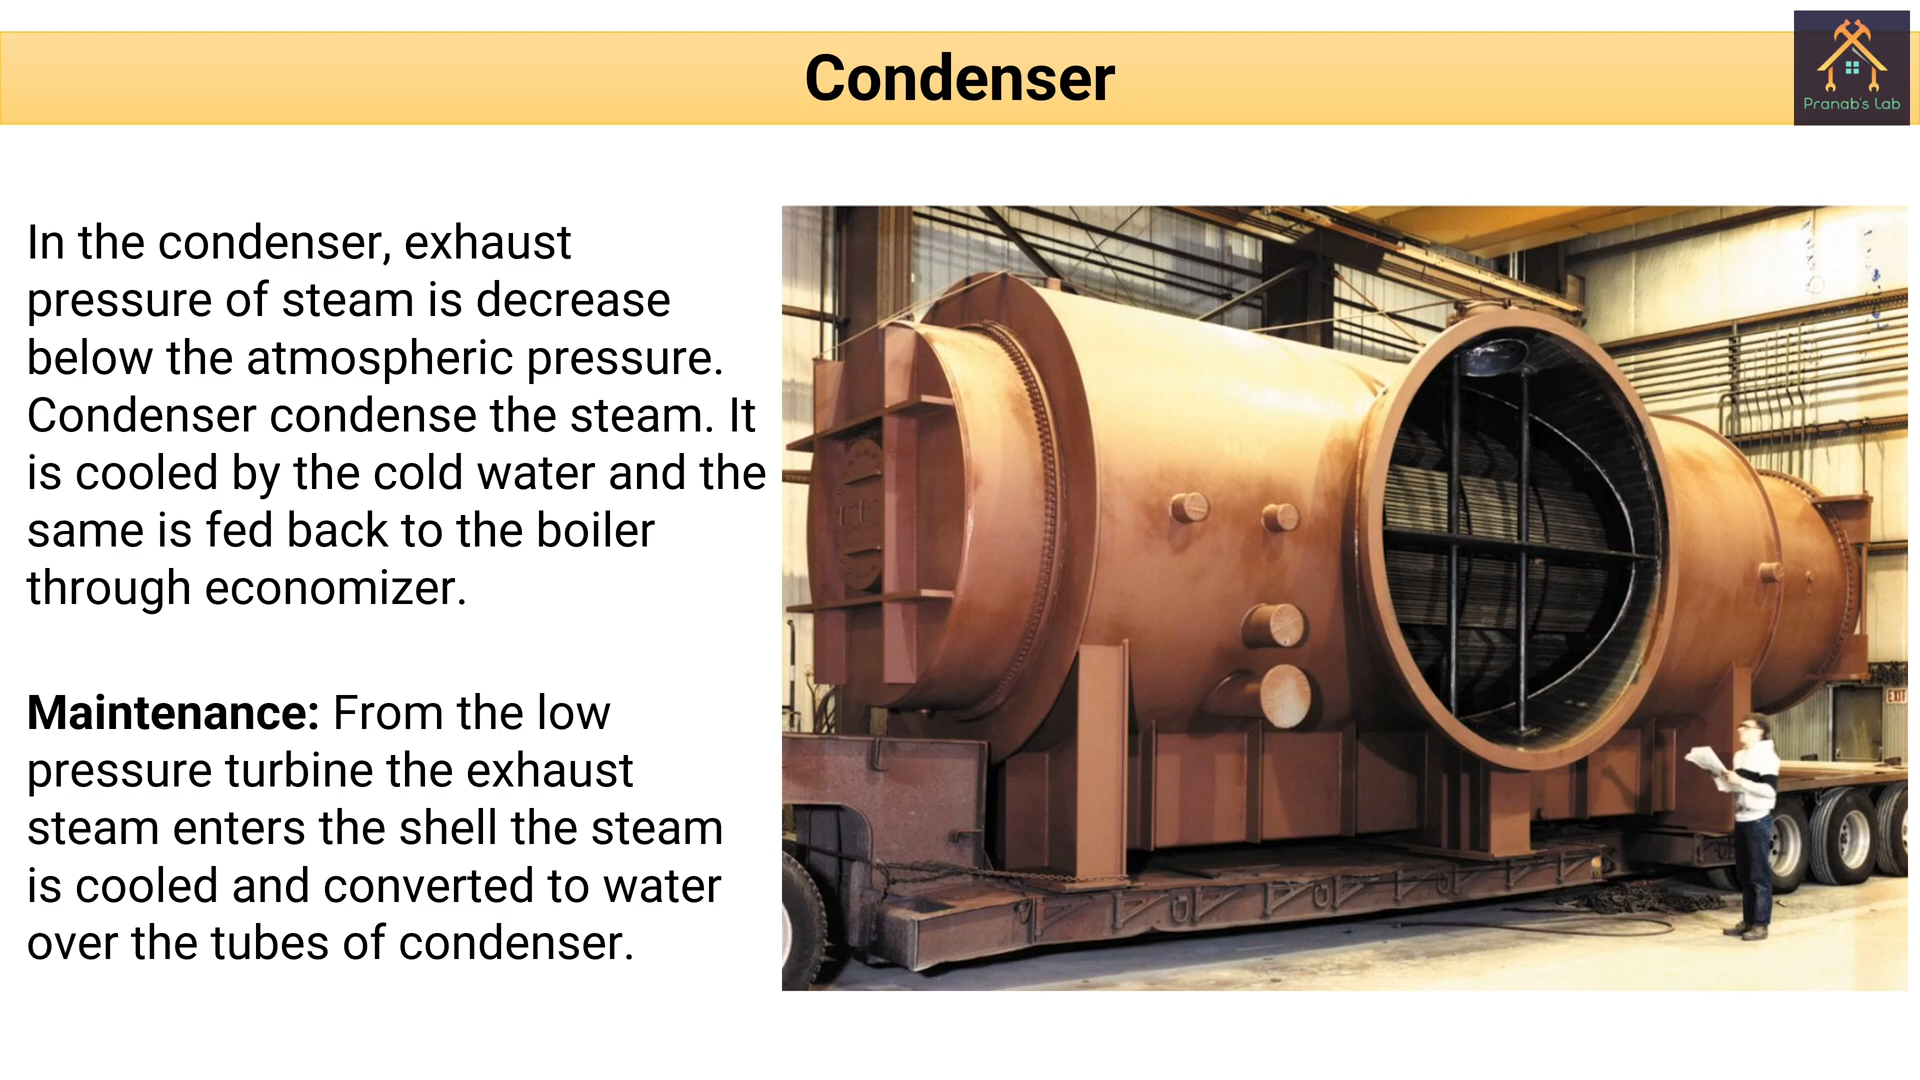 Condenser
Pranab's Lab
In the condenser, exhaust
pressure of steam is decrease
below the atmospheric pressure.
Condenser condense the steam. It
is cooled by the cold water and the
same is fed back to the boiler
through economizer.
Maintenance: From the low
pressure turbine the exhaust
steam enters the shell the steam
is cooled and converted to water
over the tubes of condenser.
EXIT